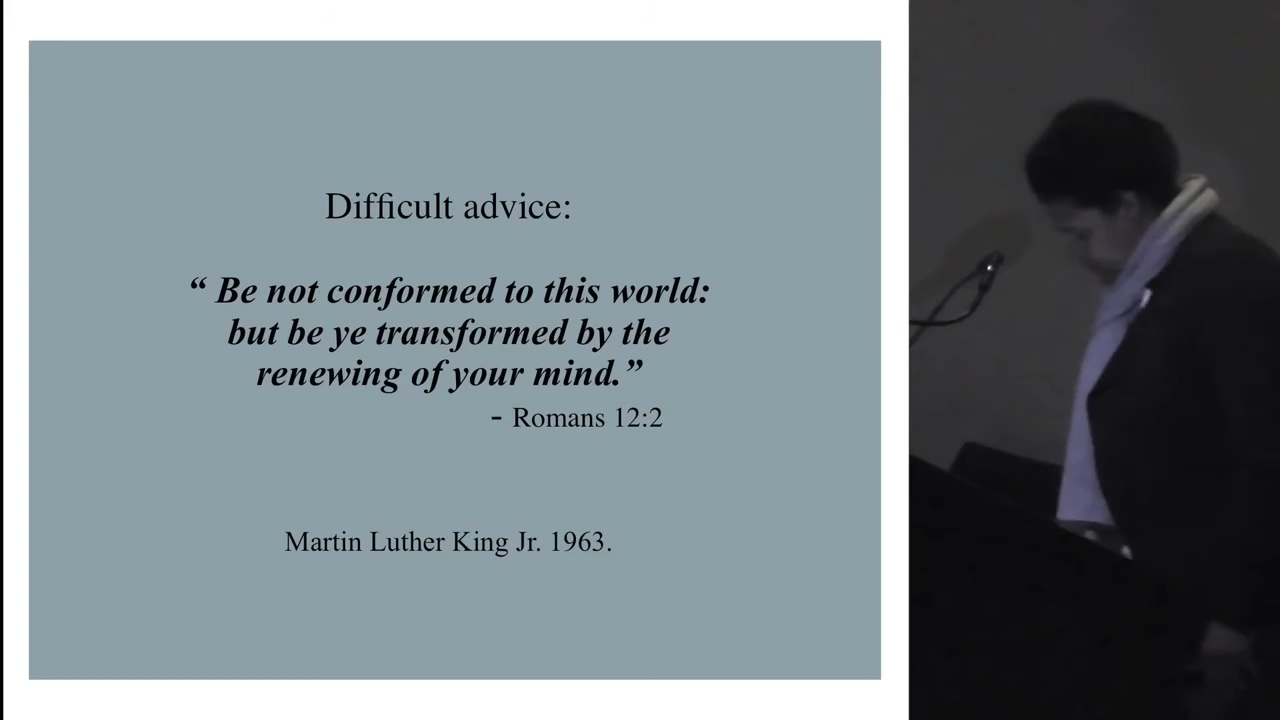 Difficult advice:
“ Be not conformed to this world:
but be ye transformed by the
renewing of your mind.”
- Romans 12:2
Martin Luther King Jr. 1963.